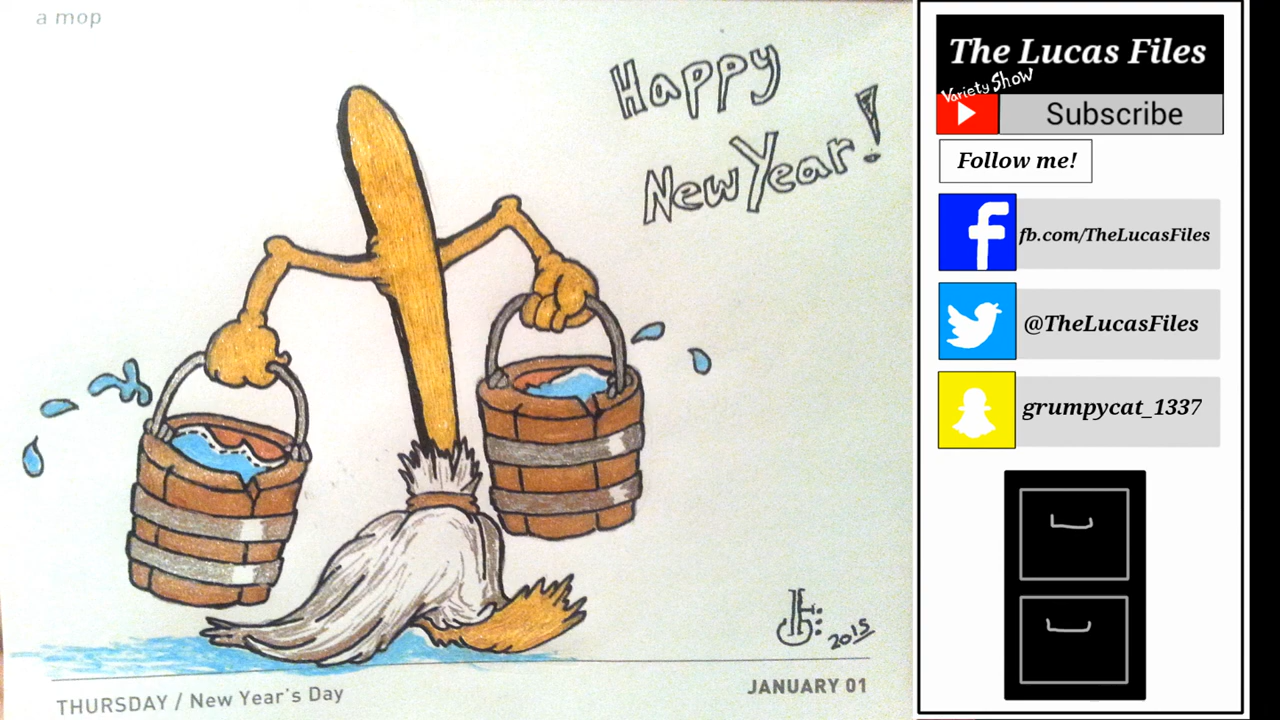 a mop
Happy
New Year!
2015
THURSDAY / New Year's Day
JANUARY 01
The Lucas Files
Variety Show
Subscribe
Follow me!
fb.com/TheLucasFiles
@TheLucasFiles
grumpycat_1337